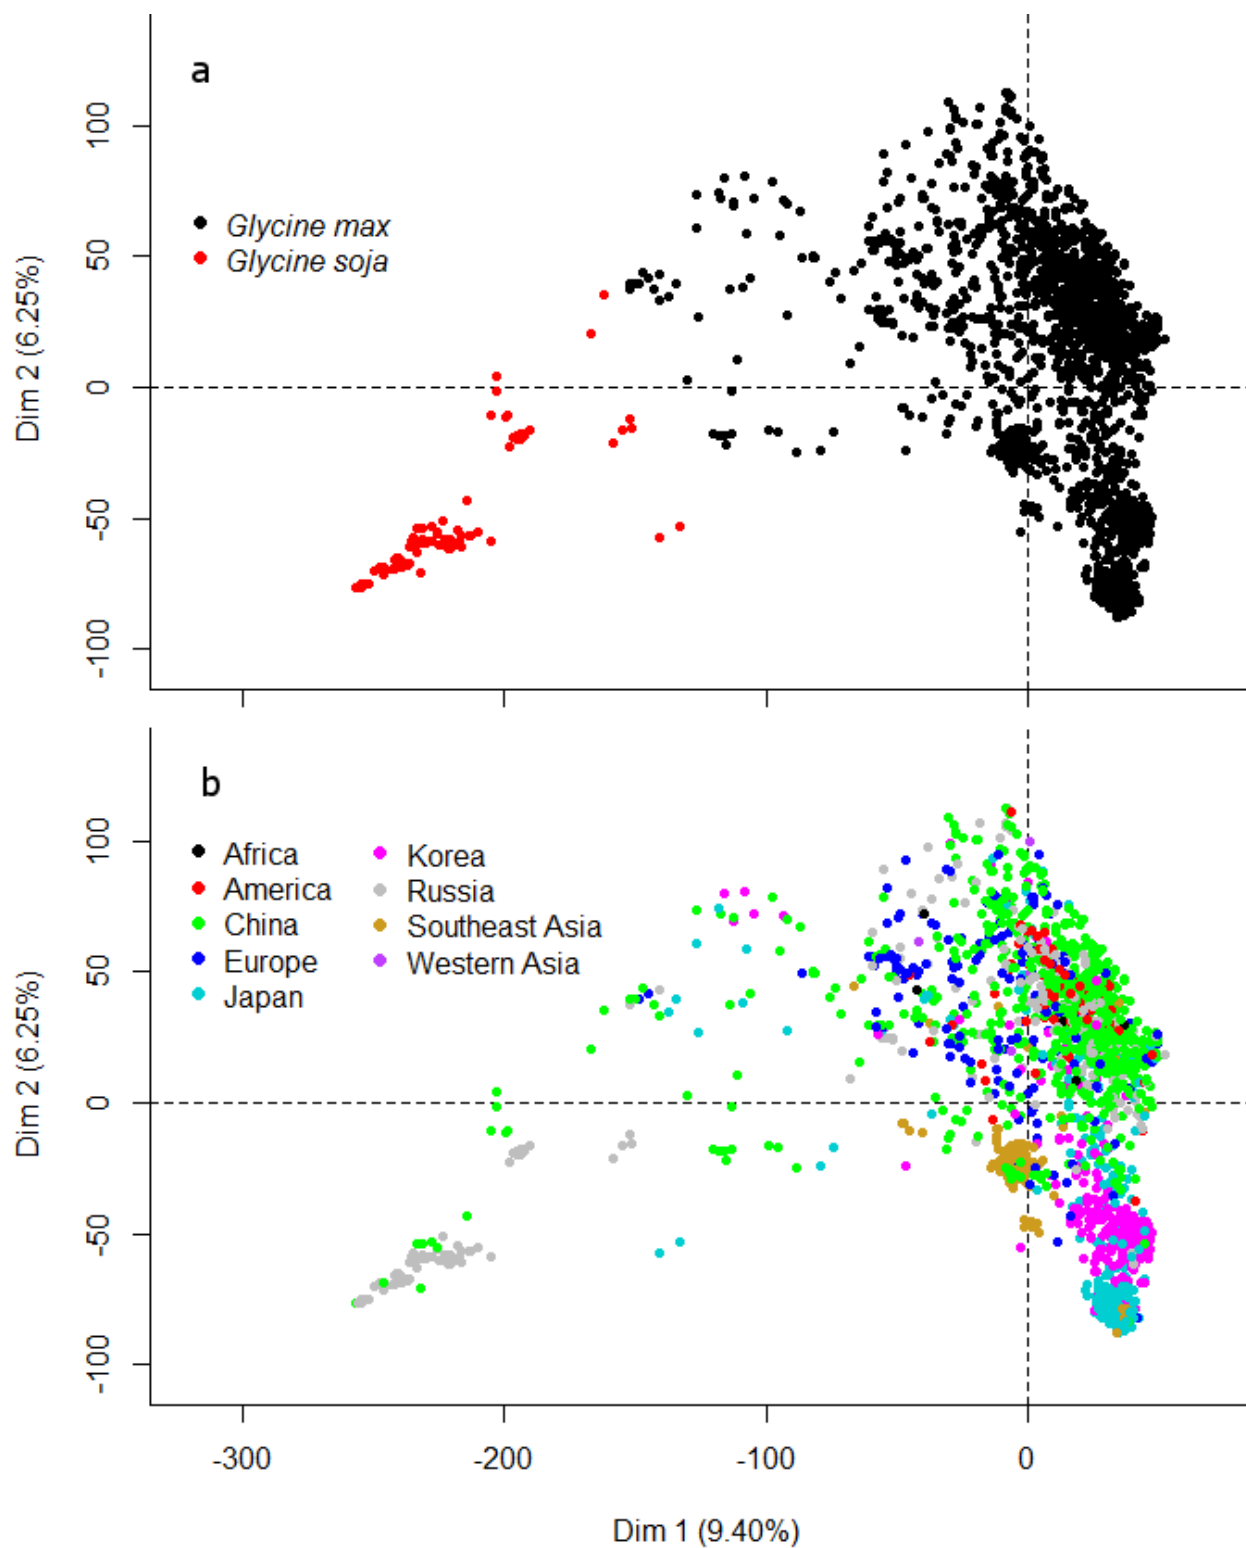 a
Glycine max
Glycine soja
Dim 2 (6.25%)
100
50
0
-50
-100
b
Africa
America
China
Europe
Japan
Korea
Russia
Southeast Asia
Western Asia
Dim 2 (6.25%)
100
50
0
-50
-100
-300 -200 -100 0
Dim 1 (9.40%)